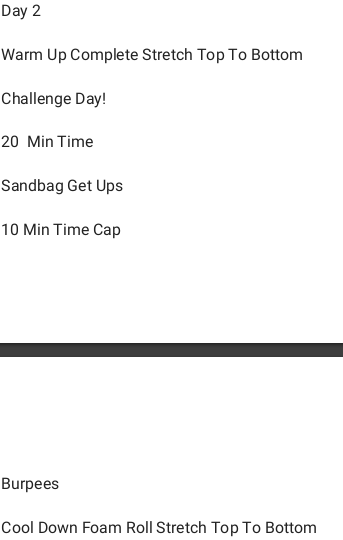 Day 2
Warm Up Complete Stretch Top To Bottom
Challenge Day!
20  Min Time
Sandbag Get Ups
10 Min Time Cap
Burpees
Cool Down Foam Roll Stretch Top To Bottom